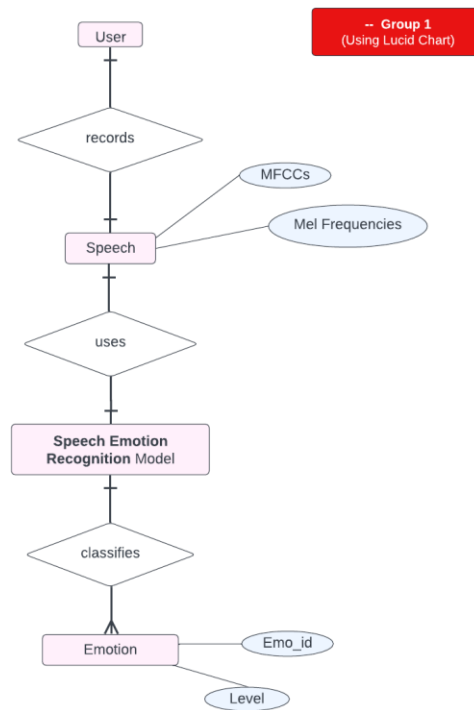 User
-- Group 1
(Using Lucid Chart)
records
MFCCs
Mel Frequencies
Speech
uses
Speech Emotion
Recognition Model
classifies
Emotion
Emo_id
Level